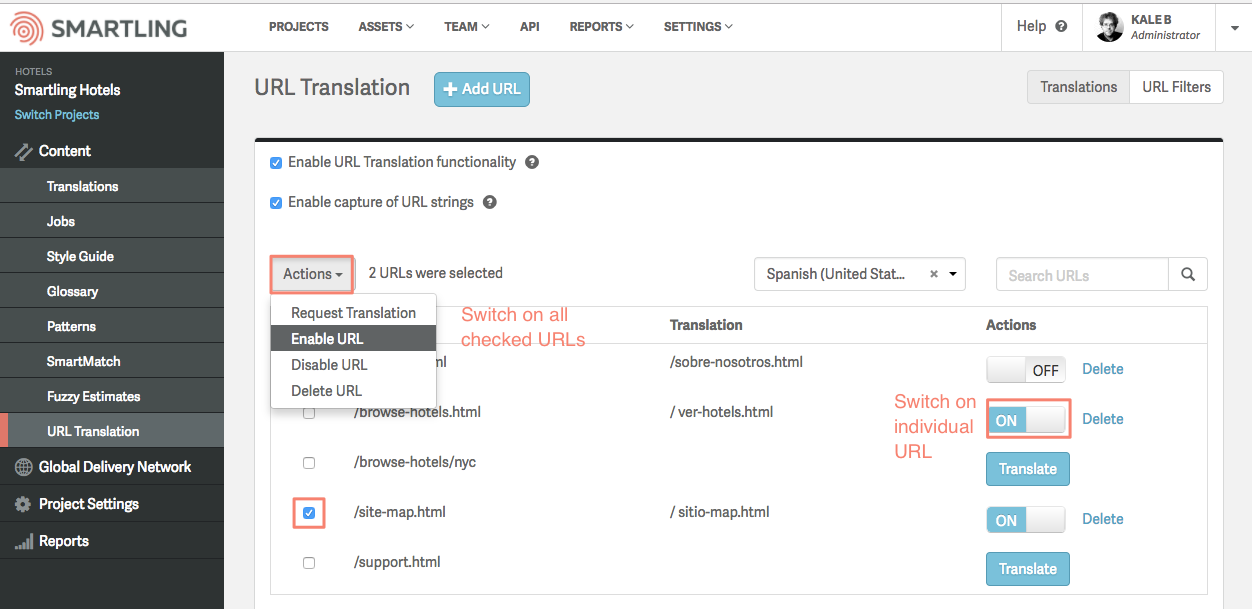 SMARTLING
PROJECTS ASSETS TEAM API REPORTS SETTINGS
Help ?
KALE B
Administrator
HOTELS
Smartling Hotels
Switch Projects
Content
Translations
Jobs
Style Guide
Glossary
Patterns
SmartMatch
Fuzzy Estimates
URL Translation
Global Delivery Network
Project Settings
Reports
URL Translation
+ Add URL
Translations URL Filters
Enable URL Translation functionality ?
Enable capture of URL strings ?
Actions 2 URLs were selected
Spanish (United Stat... ×
Search URLs
Request Translation
Enable URL
Disable URL
Delete URL
Switch on all
checked URLs
Translation Actions
/sobre-nosotros.html OFF Delete
/browse-hotels.html / ver-hotels.html ON Delete
Switch on
individual
URL
/browse-hotels/nyc Translate
/site-map.html / sitio-map.html ON Delete
/support.html Translate